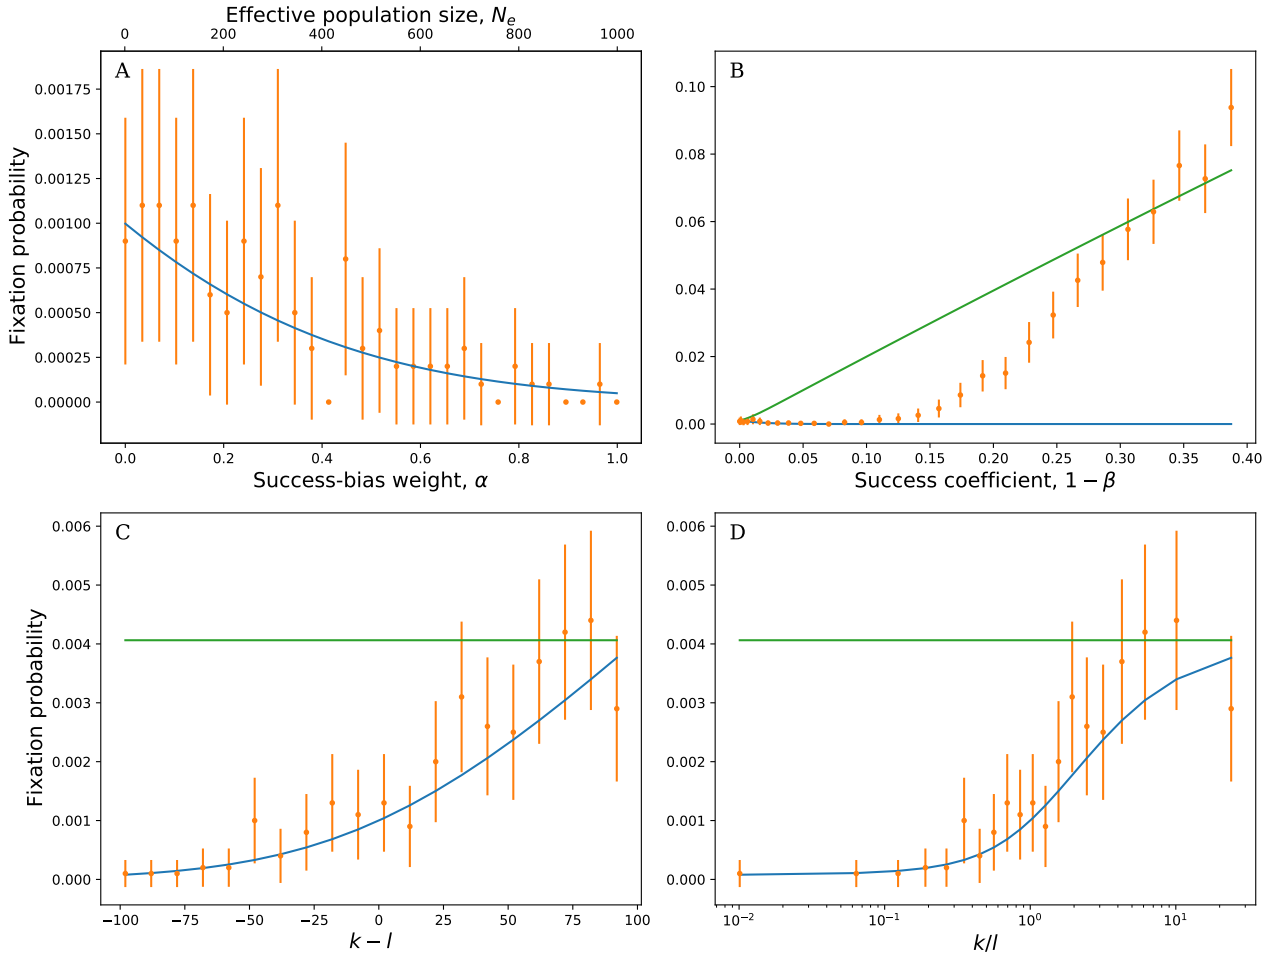 Effective population size, Nₑ
0 200 400 600 800 1000
A
Fixation probability
0.00175
0.00150
0.00125
0.00100
0.00075
0.00050
0.00025
0.00000
0.0 0.2 0.4 0.6 0.8 1.0
Success-bias weight, α
B
0.10
0.08
0.06
0.04
0.02
0.00
0.00 0.05 0.10 0.15 0.20 0.25 0.30 0.35 0.40
Success coefficient, 1 − β
C
Fixation probability
0.006
0.005
0.004
0.003
0.002
0.001
0.000
−100 −75 −50 −25 0 25 50 75 100
k − l
D
0.006
0.005
0.004
0.003
0.002
0.001
0.000
10⁻² 10⁻¹ 10⁰ 10¹
k/l